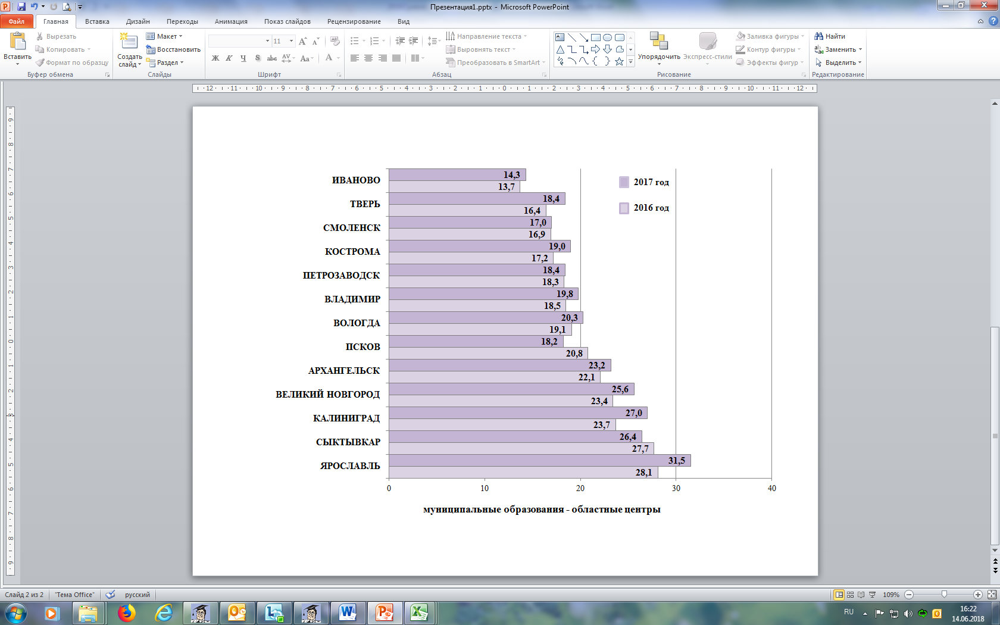 Презентация1.pptx - Microsoft PowerPoint
Файл Главная Вставка Дизайн Переходы Анимация Показ слайдов Рецензирование Вид
Вставить
Вырезать
Копировать
Формат по образцу
Буфер обмена
Создать слайд
Макет
Восстановить
Раздел
Слайды
11
Ж К Ч S abc AV Aa А
Шрифт
Направление текста
Выровнять текст
Преобразовать в SmartArt
Абзац
Упорядочить
Экспресс-стили
Заливка фигуры
Контур фигуры
Эффекты фигур
Рисование
Найти
Заменить
Выделить
Редактирование
12 11 10 9 8 7 6 5 4 3 2 1 0 1 2 3 4 5 6 7 8 9 10 11 12
9
8
7
6
5
4
3
2
1
0
1
2
3
4
5
6
7
8
9
ИВАНОВО 14,3
13,7
ТВЕРЬ 18,4
16,4
СМОЛЕНСК 17,0
16,9
КОСТРОМА 19,0
17,2
ПЕТРОЗАВОДСК 18,4
18,3
ВЛАДИМИР 19,8
18,5
ВОЛОГДА 20,3
19,1
ПСКОВ 18,2
20,8
АРХАНГЕЛЬСК 23,2
22,1
ВЕЛИКИЙ НОВГОРОД 25,6
23,4
КАЛИНИГРАД 27,0
23,7
СЫКТЫВКАР 26,4
27,7
ЯРОСЛАВЛЬ 31,5
28,1
2017 год
2016 год
0 10 20 30 40
муниципальные образования - областные центры
Слайд 2 из 2 "Тема Office" русский 109%
RU 16:22
14.06.2018